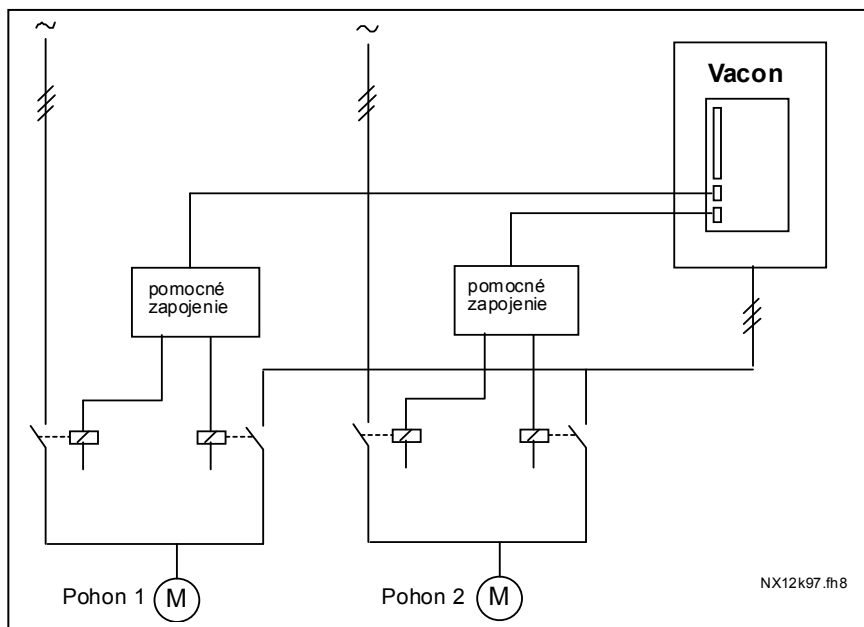 ~
~
Vacon
pomocné
zapojenie
pomocné
zapojenie
Pohon 1
M
Pohon 2
M
NX12k97.fh8